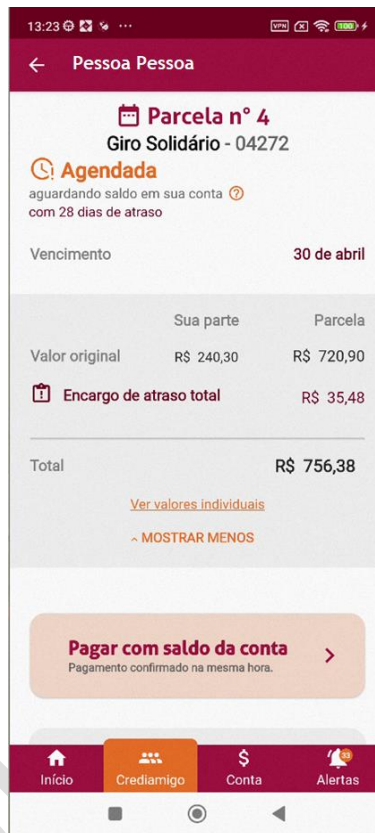 13:23
VPN 100
Pessoa Pessoa
Parcela n° 4
Giro Solidário - 04272
Agendada
aguardando saldo em sua conta ?
com 28 dias de atraso
Vencimento 30 de abril
Sua parte Parcela
Valor original R$ 240,30 R$ 720,90
Encargo de atraso total R$ 35,48
Total R$ 756,38
Ver valores individuais
MOSTRAR MENOS
Pagar com saldo da conta
Pagamento confirmado na mesma hora.
33
Início Crediamigo Conta Alertas